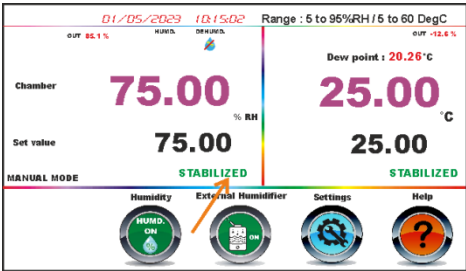 01/05/2023 10:15:02 Range : 5 to 95%RH / 5 to 60 DegC
OUT 85.1 % HUMD. DEHUMD. OUT -12.6 %
Dew point : 20.26°C
Chamber 75.00 % RH 25.00 °C
Set value 75.00 25.00
MANUAL MODE STABILIZED STABILIZED
Humidity External Humidifier Settings Help
HUMD.
ON
ON
?